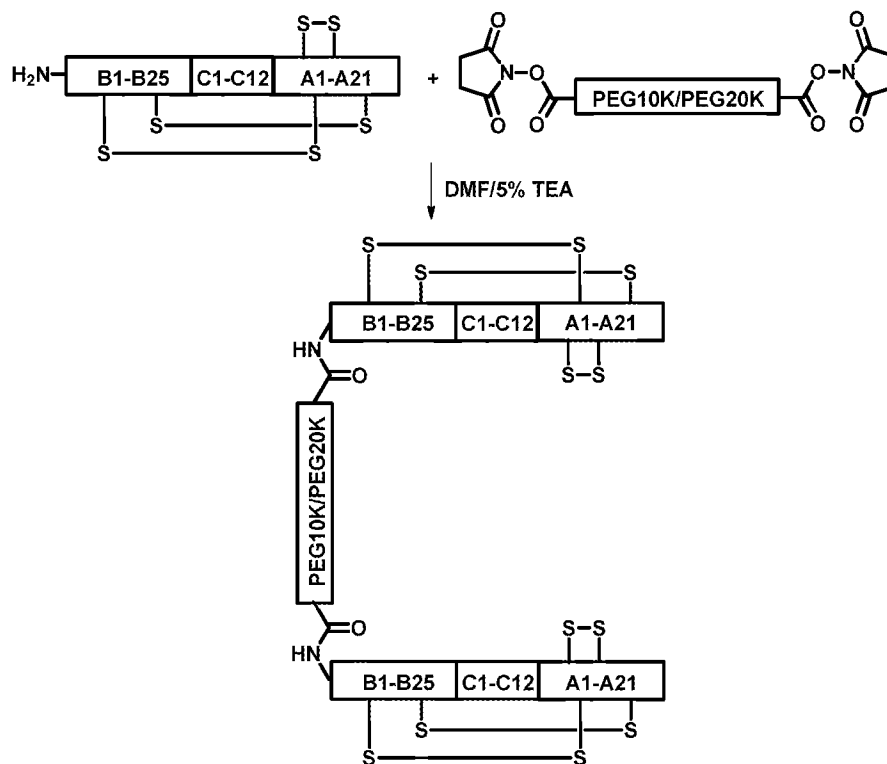 S–S
H₂N
B1-B25 C1-C12 A1-A21
S S
S S
+
O O
N N
O O
O O
O O
PEG10K/PEG20K
DMF/5% TEA
S S
S S
B1-B25 C1-C12 A1-A21
HN
O
S–S
PEG10K/PEG20K
O
HN
S–S
B1-B25 C1-C12 A1-A21
S S
S S